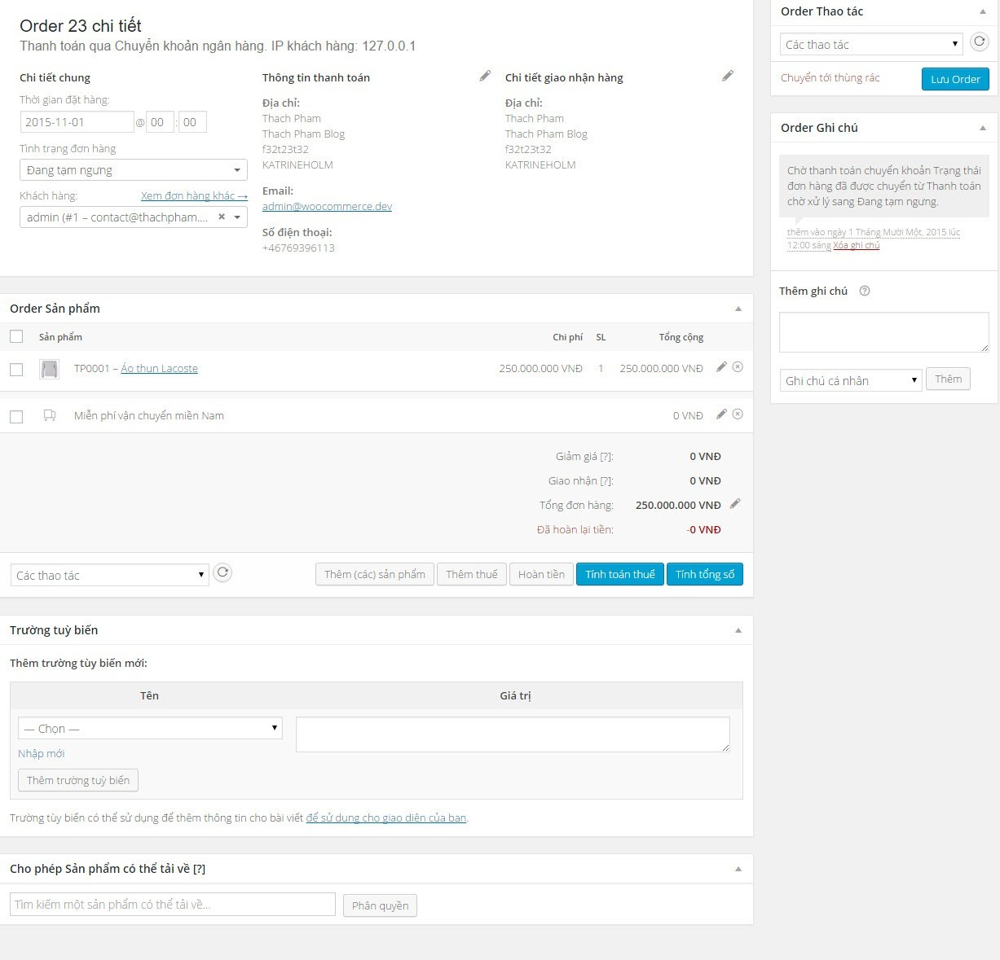 Order 23 chi tiết
Thanh toán qua Chuyển khoản ngân hàng. IP khách hàng: 127.0.0.1
Chi tiết chung
Thời gian đặt hàng:
2015-11-01 @ 00 : 00
Tình trạng đơn hàng
Đang tạm ngưng
Khách hàng: Xem đơn hàng khác →
admin (#1 – contact@thachpham.... ×
Thông tin thanh toán
Địa chỉ:
Thach Pham
Thach Pham Blog
f32t23t32
KATRINEHOLM
Email:
admin@woocommerce.dev
Số điện thoại:
+46769396113
Chi tiết giao nhận hàng
Địa chỉ:
Thach Pham
Thach Pham Blog
f32t23t32
KATRINEHOLM
Order Sản phẩm
Sản phẩm Chi phí SL Tổng cộng
TP0001 – Áo thun Lacoste 250.000.000 VNĐ 1 250.000.000 VNĐ
Miễn phí vận chuyển miền Nam 0 VNĐ
Giảm giá [?]: 0 VNĐ
Giao nhận [?]: 0 VNĐ
Tổng đơn hàng: 250.000.000 VNĐ
Đã hoàn lại tiền: -0 VNĐ
Các thao tác Thêm (các) sản phẩm Thêm thuế Hoàn tiền Tính toán thuế Tính tổng số
Trường tuỳ biến
Thêm trường tùy biến mới:
Tên Giá trị
— Chọn —
Nhập mới
Thêm trường tuỳ biến
Trường tùy biến có thể sử dụng để thêm thông tin cho bài viết để sử dụng cho giao diện của bạn.
Cho phép Sản phẩm có thể tải về [?]
Tìm kiếm một sản phẩm có thể tải về... Phân quyền
Order Thao tác
Các thao tác
Chuyển tới thùng rác Lưu Order
Order Ghi chú
Chờ thanh toán chuyển khoản Trạng thái
đơn hàng đã được chuyển từ Thanh toán
chờ xử lý sang Đang tạm ngưng.
thêm vào ngày 1 Tháng Mười Một, 2015 lúc
12:00 sáng Xóa ghi chú
Thêm ghi chú ?
Ghi chú cá nhân Thêm